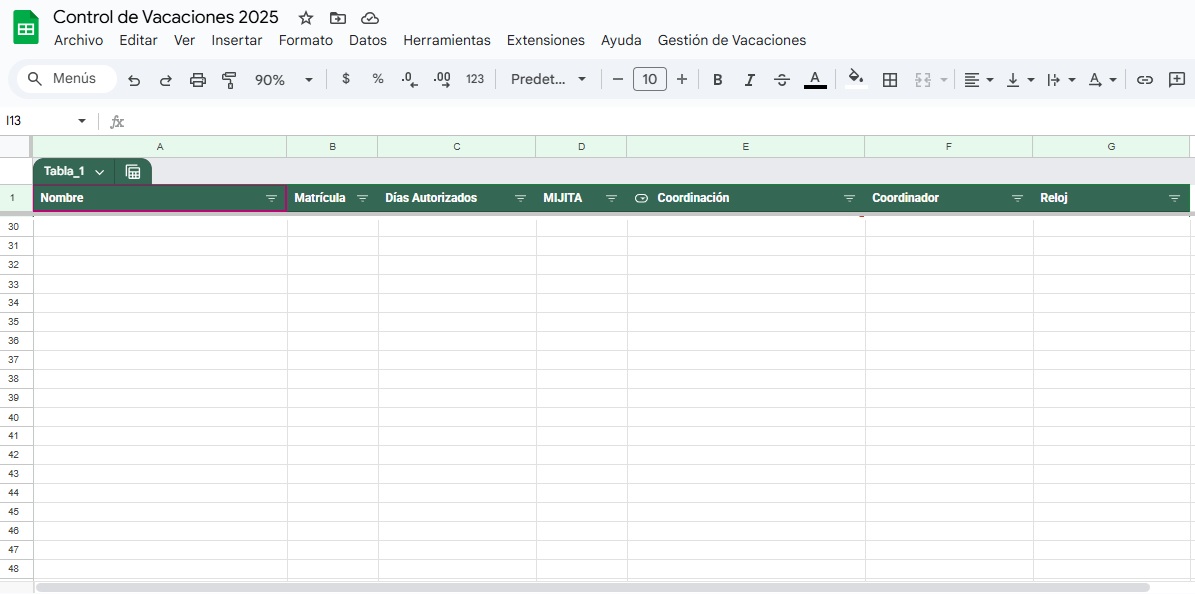 Control de Vacaciones 2025
Archivo Editar Ver Insertar Formato Datos Herramientas Extensiones Ayuda Gestión de Vacaciones
Menús 90% $ % .0 .00 123 Predet... − 10 + B I S A A
I13 fx
A B C D E F G
Tabla_1
1 Nombre Matrícula Días Autorizados MIJITA Coordinación Coordinador Reloj
30
31
32
33
34
35
36
37
38
39
40
41
42
43
44
45
46
47
48